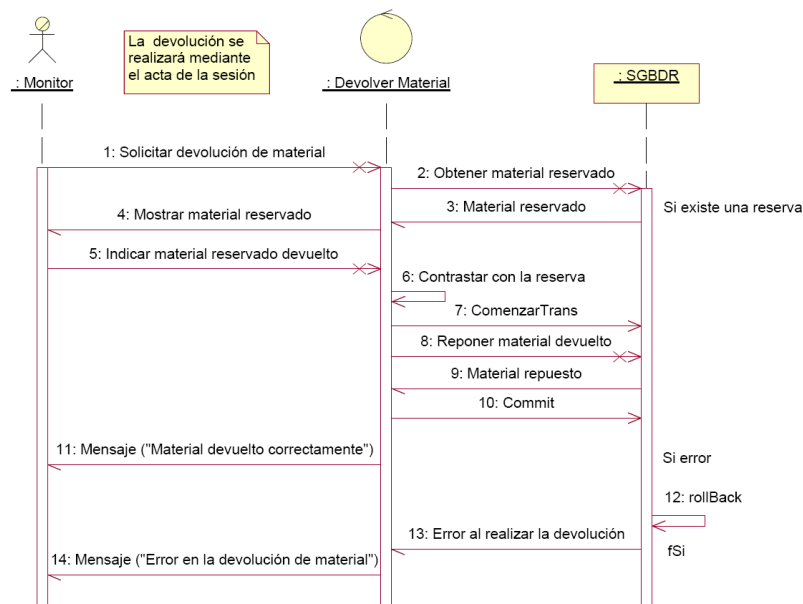 La devolución se
realizará mediante
el acta de la sesión
: Monitor
: Devolver Material
: SGBDR
1: Solicitar devolución de material
2: Obtener material reservado
Si existe una reserva
3: Material reservado
4: Mostrar material reservado
5: Indicar material reservado devuelto
6: Contrastar con la reserva
7: ComenzarTrans
8: Reponer material devuelto
9: Material repuesto
10: Commit
11: Mensaje ("Material devuelto correctamente")
Si error
12: rollBack
13: Error al realizar la devolución
fSi
14: Mensaje ("Error en la devolución de material")